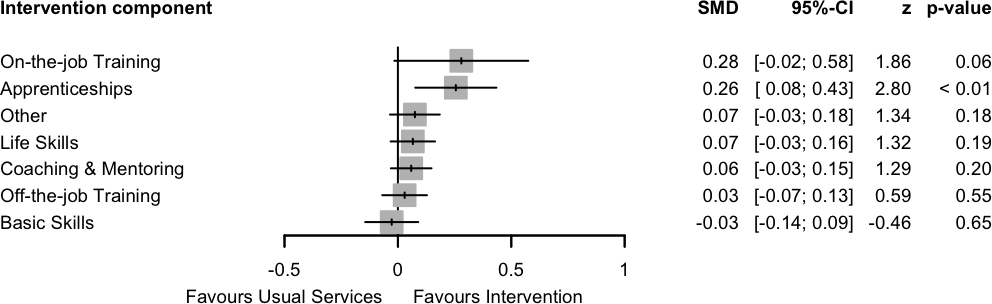 Intervention component SMD 95%-CI z p-value
On-the-job Training 0.28 [-0.02; 0.58] 1.86 0.06
Apprenticeships 0.26 [ 0.08; 0.43] 2.80 < 0.01
Other 0.07 [-0.03; 0.18] 1.34 0.18
Life Skills 0.07 [-0.03; 0.16] 1.32 0.19
Coaching & Mentoring 0.06 [-0.03; 0.15] 1.29 0.20
Off-the-job Training 0.03 [-0.07; 0.13] 0.59 0.55
Basic Skills -0.03 [-0.14; 0.09] -0.46 0.65
-0.5 0 0.5 1
Favours Usual Services Favours Intervention